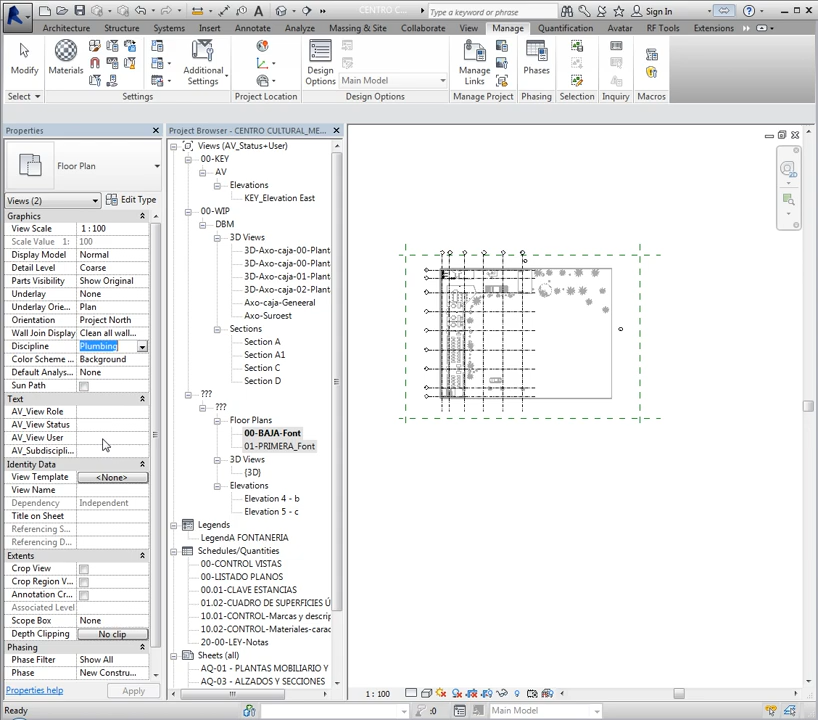 CENTRO C...
Type a keyword or phrase
Sign In
Architecture Structure Systems Insert Annotate Analyze Massing & Site Collaborate View Manage Quantification Avatar RF Tools Extensions
Modify Materials Additional Settings Design Options Main Model Manage Links Phases
Select Settings Project Location Design Options Manage Project Phasing Selection Inquiry Macros
Properties
Floor Plan
Views (2) Edit Type
Graphics
View Scale 1 : 100
Scale Value 1: 100
Display Model Normal
Detail Level Coarse
Parts Visibility Show Original
Underlay None
Underlay Orie... Plan
Orientation Project North
Wall Join Display Clean all wall...
Discipline Plumbing
Color Scheme ... Background
Default Analys... None
Sun Path
Text
AV_View Role
AV_View Status
AV_View User
AV_Subdiscipli...
Identity Data
View Template <None>
View Name
Dependency Independent
Title on Sheet
Referencing S...
Referencing D...
Extents
Crop View
Crop Region V...
Annotation Cr...
Associated Level
Scope Box None
Depth Clipping No clip
Phasing
Phase Filter Show All
Phase New Constru...
Properties help Apply
Project Browser - CENTRO CULTURAL_ME...
Views (AV_Status+User)
00-KEY
AV
Elevations
KEY_Elevation East
00-WIP
DBM
3D Views
3D-Axo-caja-00-Plant
3D-Axo-caja-00-Plant
3D-Axo-caja-01-Plant
3D-Axo-caja-02-Plant
Axo-caja-Geneerall
Axo-Suroest
Sections
Section A
Section A1
Section C
Section D
???
???
Floor Plans
00-BAJA-Font
01-PRIMERA_Font
3D Views
{3D}
Elevations
Elevation 4 - b
Elevation 5 - c
Legends
LegendA FONTANERIA
Schedules/Quantities
00-CONTROL VISTAS
00-LISTADO PLANOS
00.01-CLAVE ESTANCIAS
01.02-CUADRO DE SUPERFICIES Ú
10.01-CONTROL-Marcas y descrip
10.02-CONTROL-Materiales-carac
20-00-LEY-Notas
Sheets (all)
AQ-01 - PLANTAS MOBILIARIO Y
AQ-03 - ALZADOS Y SECCIONES
1 : 100
Ready :0 Main Model